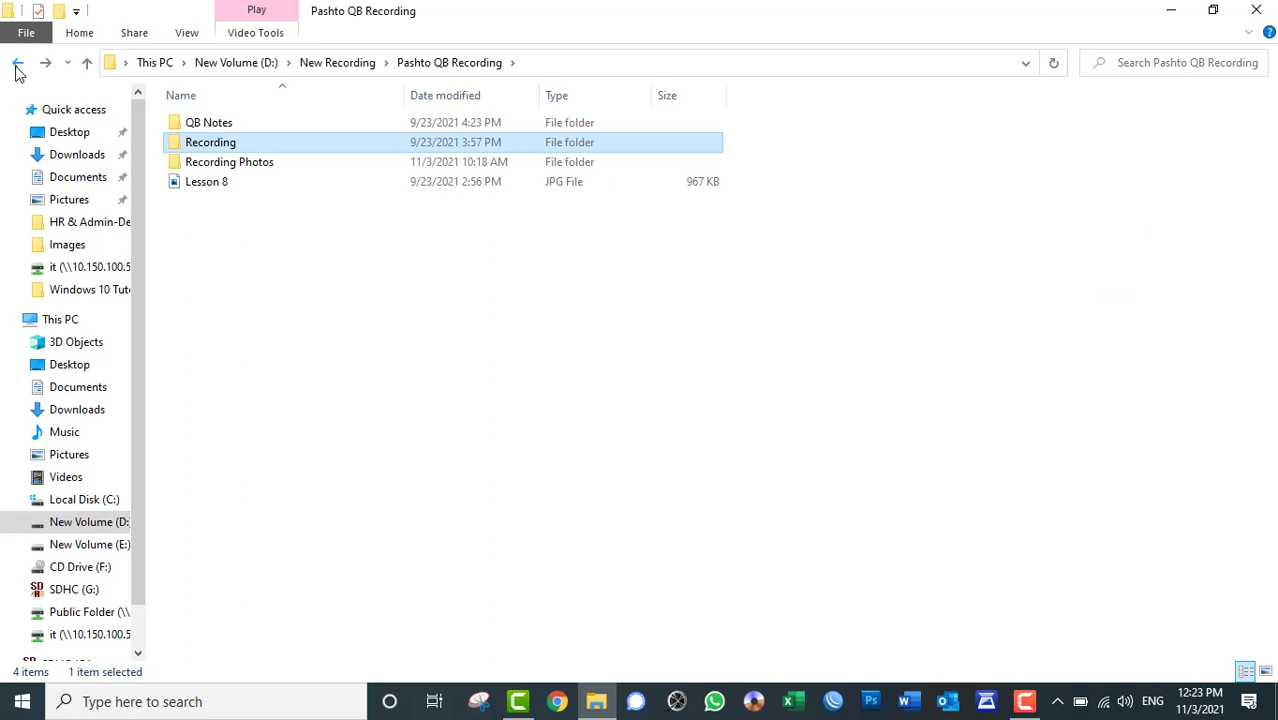 Play
Pashto QB Recording
File
Home
Share
View
Video Tools
This PC
New Volume (D:)
New Recording
Pashto QB Recording
Search Pashto QB Recording
Name
Date modified
Type
Size
QB Notes
9/23/2021 4:23 PM
File folder
Recording
9/23/2021 3:57 PM
File folder
Recording Photos
11/3/2021 10:18 AM
File folder
Lesson 8
9/23/2021 2:56 PM
JPG File
967 KB
Quick access
Desktop
Downloads
Documents
Pictures
HR & Admin-De
Images
it (\\10.150.100.5
Windows 10 Tut
This PC
3D Objects
Desktop
Documents
Downloads
Music
Pictures
Videos
Local Disk (C:)
New Volume (D:
New Volume (E:)
CD Drive (F:)
SD
SDHC (G:)
Public Folder (\\
it (\\10.150.100.5
4 items
1 item selected
Type here to search
ENG
12:23 PM
11/3/2021